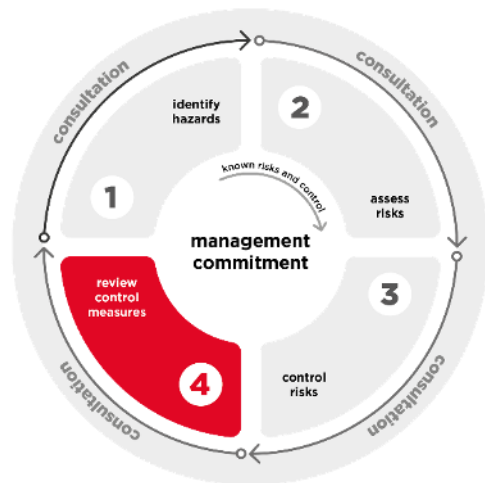 consultation
consultation
identify
hazards
2
1
known risks and control
assess
risks
management
commitment
review
control
measures
3
4
control
risks
consultation
consultation